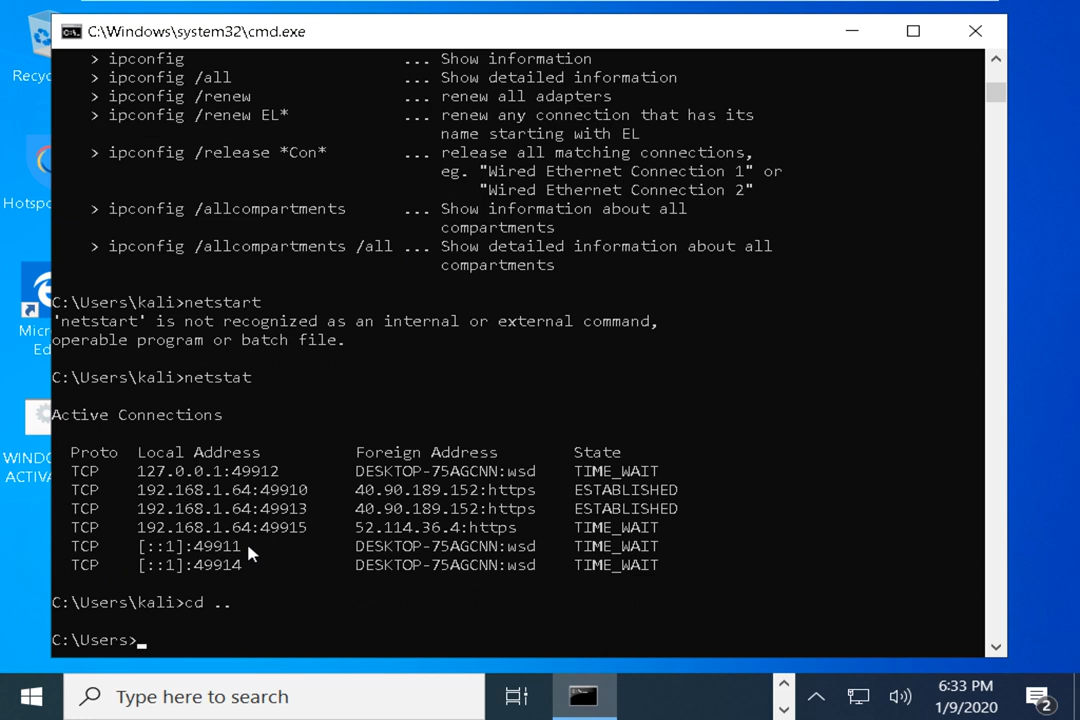 C:\Windows\system32\cmd.exe
> ipconfig ... Show information
> ipconfig /all ... Show detailed information
> ipconfig /renew ... renew all adapters
> ipconfig /renew EL* ... renew any connection that has its
name starting with EL
> ipconfig /release *Con* ... release all matching connections,
eg. "Wired Ethernet Connection 1" or
"Wired Ethernet Connection 2"
> ipconfig /allcompartments ... Show information about all
compartments
> ipconfig /allcompartments /all ... Show detailed information about all
compartments
C:\Users\kali>netstart
'netstart' is not recognized as an internal or external command,
operable program or batch file.
C:\Users\kali>netstat
Active Connections
Proto Local Address Foreign Address State
TCP 127.0.0.1:49912 DESKTOP-75AGCNN:wsd TIME_WAIT
TCP 192.168.1.64:49910 40.90.189.152:https ESTABLISHED
TCP 192.168.1.64:49913 40.90.189.152:https ESTABLISHED
TCP 192.168.1.64:49915 52.114.36.4:https TIME_WAIT
TCP [::1]:49911 DESKTOP-75AGCNN:wsd TIME_WAIT
TCP [::1]:49914 DESKTOP-75AGCNN:wsd TIME_WAIT
C:\Users\kali>cd ..
C:\Users>
Recyc
Hotspo
Micr
Ed
WINDO
ACTIVA
Type here to search
6:33 PM
1/9/2020
2